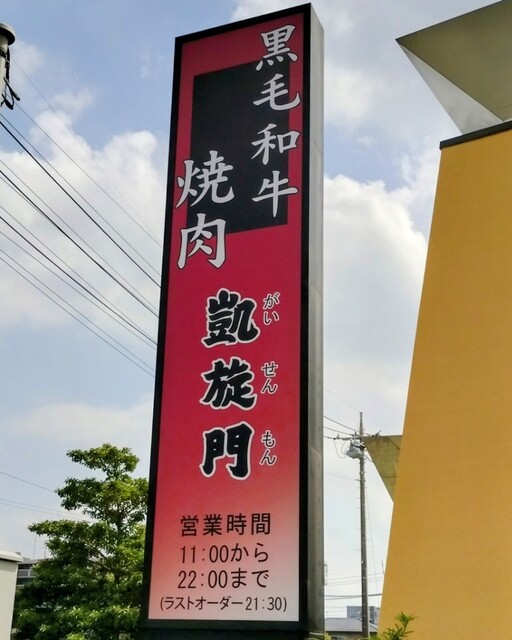 黒毛和牛
焼肉
凱旋門
がいせんもん
営業時間
11:00から
22:00まで
(ラストオーダー21:30)